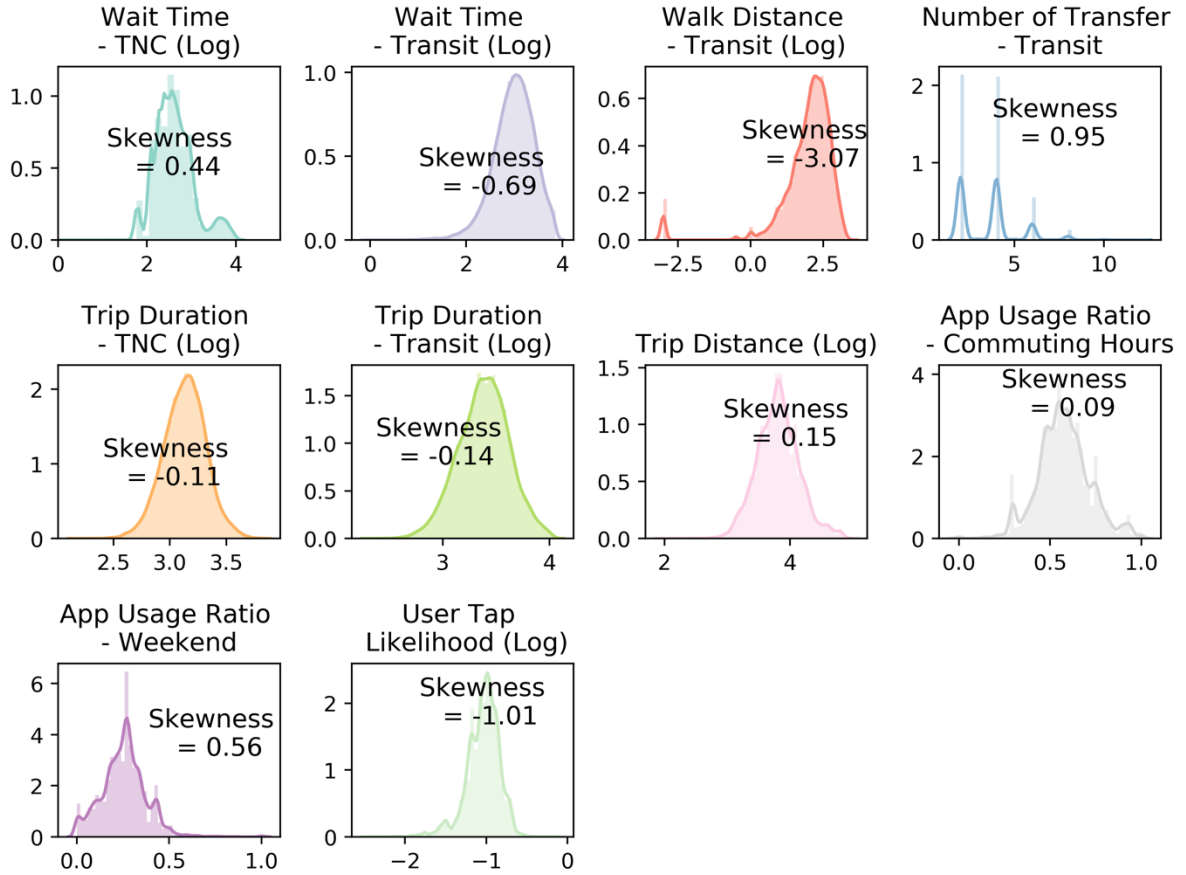 Wait Time
- TNC (Log)
Wait Time
- Transit (Log)
Walk Distance
- Transit (Log)
Number of Transfer
- Transit
1.0
0.5
0.0
Skewness
= 0.44
0
2
4
1.0
0.5
0.0
Skewness
= -0.69
0
2
4
0.6
0.4
0.2
0.0
Skewness
= -3.07
−2.5
0.0
2.5
2
1
0
Skewness
= 0.95
5
10
Trip Duration
- TNC (Log)
Trip Duration
- Transit (Log)
Trip Distance (Log)
App Usage Ratio
- Commuting Hours
2
1
0
Skewness
= -0.11
2.5
3.0
3.5
1.5
1.0
0.5
0.0
Skewness
= -0.14
3
4
1.5
1.0
0.5
0.0
Skewness
= 0.15
2
4
4
2
0
Skewness
= 0.09
0.0
0.5
1.0
App Usage Ratio
- Weekend
User Tap
Likelihood (Log)
6
4
2
0
Skewness
= 0.56
0.0
0.5
1.0
2
1
0
Skewness
= -1.01
−2
−1
0